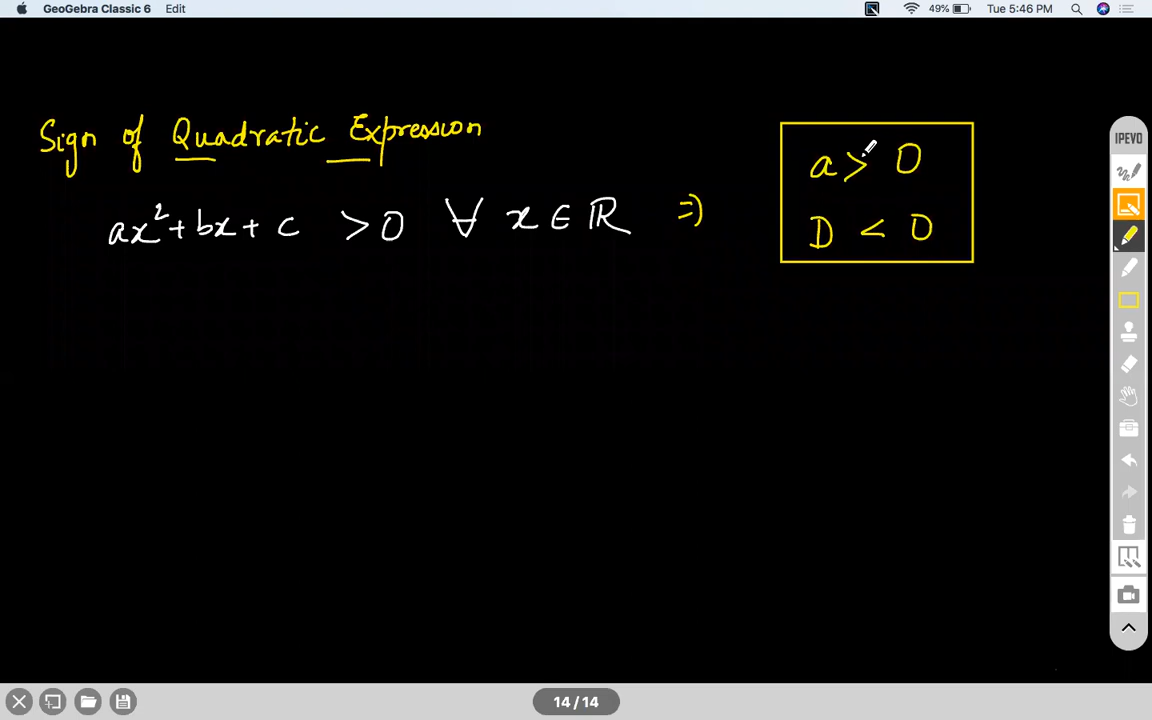 GeoGebra Classic 6 Edit 49% Tue 5:46 PM
Sign of Quadratic Expression
ax²+bx+c >0 ∀ x∈ℝ ⇒
a> 0
D < 0
IPEVO
14 / 14